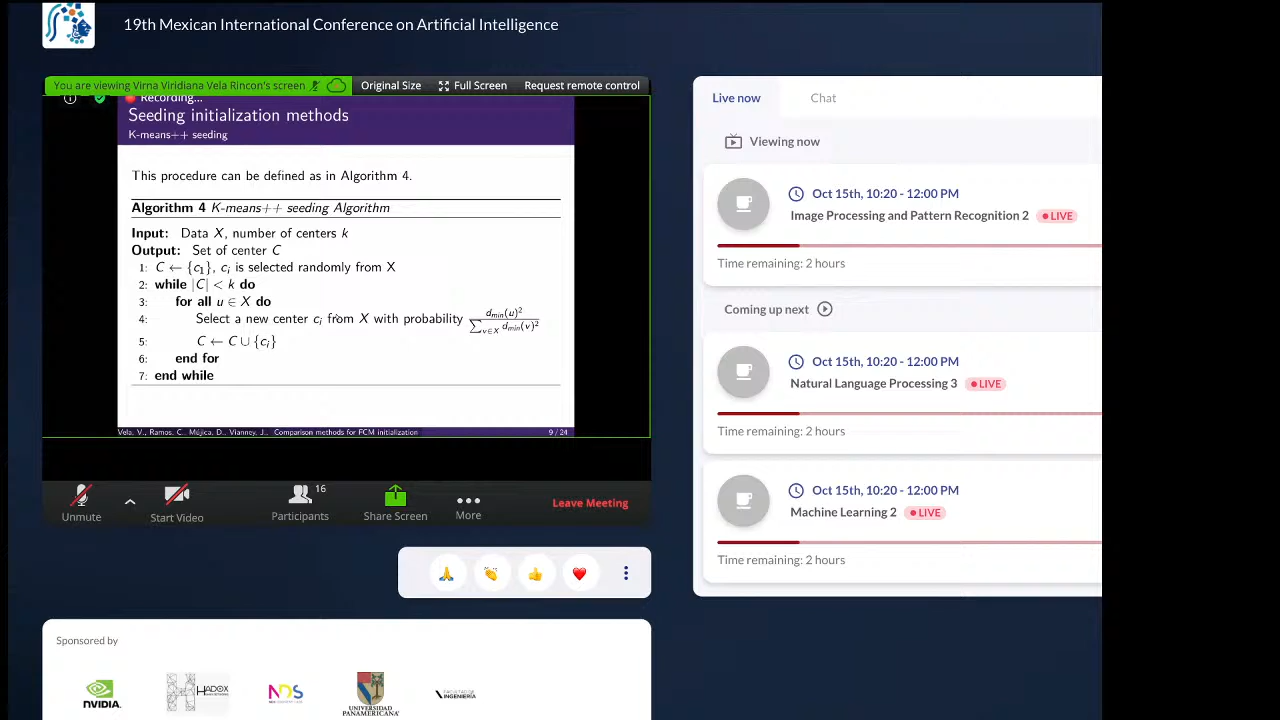 19th Mexican International Conference on Artificial Intelligence
You are viewing Virna Viridiana Vela Rincon's screen
Original Size
Full Screen
Request remote control
Recording...
Seeding initialization methods
K-means++ seeding
This procedure can be defined as in Algorithm 4.
Algorithm 4 K-means++ seeding Algorithm
Input: Data X, number of centers k
Output: Set of center C
1: C ← {c₁}, cᵢ is selected randomly from X
2: while |C| < k do
3: for all u ∈ X do
4: Select a new center cᵢ from X with probability d_min(u)² / ∑_{v∈X} d_min(v)²
5: C ← C ∪ {cᵢ}
6: end for
7: end while
Vela, V., Ramos, C., Mújica, D., Vianney, J., Comparison methods for FCM initialization 9 / 24
Unmute
Start Video
Participants 16
Share Screen
More
Leave Meeting
Sponsored by
NVIDIA.
HADOX
NDS
UNIVERSIDAD
PANAMERICANA
FACULTAD DE
INGENIERÍA
Live now
Chat
Viewing now
Oct 15th, 10:20 - 12:00 PM
Image Processing and Pattern Recognition 2 LIVE
Time remaining: 2 hours
Coming up next
Oct 15th, 10:20 - 12:00 PM
Natural Language Processing 3 LIVE
Time remaining: 2 hours
Oct 15th, 10:20 - 12:00 PM
Machine Learning 2 LIVE
Time remaining: 2 hours